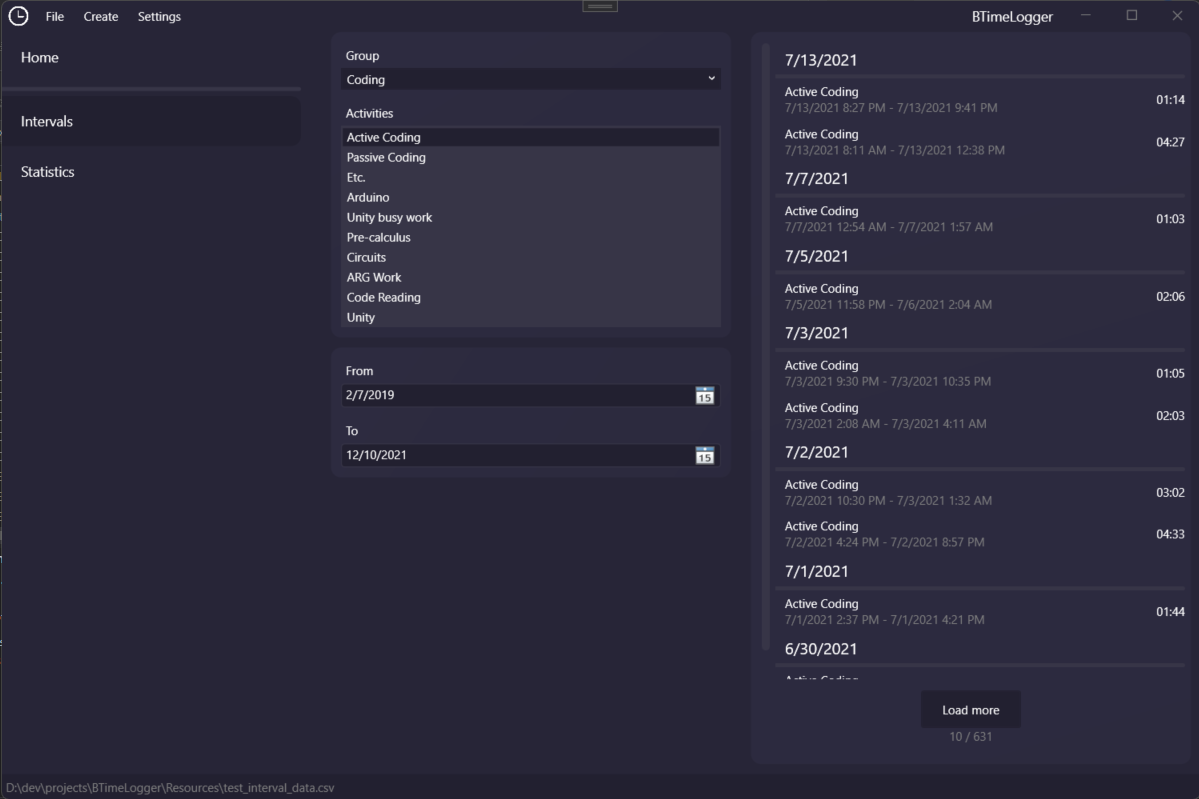 File Create Settings BTimeLogger
Home
Intervals
Statistics
Group
Coding
Activities
Active Coding
Passive Coding
Etc.
Arduino
Unity busy work
Pre-calculus
Circuits
ARG Work
Code Reading
Unity
From
2/7/2019 15
To
12/10/2021 15
7/13/2021
Active Coding
7/13/2021 8:27 PM - 7/13/2021 9:41 PM 01:14
Active Coding
7/13/2021 8:11 AM - 7/13/2021 12:38 PM 04:27
7/7/2021
Active Coding
7/7/2021 12:54 AM - 7/7/2021 1:57 AM 01:03
7/5/2021
Active Coding
7/5/2021 11:58 PM - 7/6/2021 2:04 AM 02:06
7/3/2021
Active Coding
7/3/2021 9:30 PM - 7/3/2021 10:35 PM 01:05
Active Coding
7/3/2021 2:08 AM - 7/3/2021 4:11 AM 02:03
7/2/2021
Active Coding
7/2/2021 10:30 PM - 7/3/2021 1:32 AM 03:02
Active Coding
7/2/2021 4:24 PM - 7/2/2021 8:57 PM 04:33
7/1/2021
Active Coding
7/1/2021 2:37 PM - 7/1/2021 4:21 PM 01:44
6/30/2021
Active Coding
Load more
10 / 631
D:\dev\projects\BTimeLogger\Resources\test_interval_data.csv